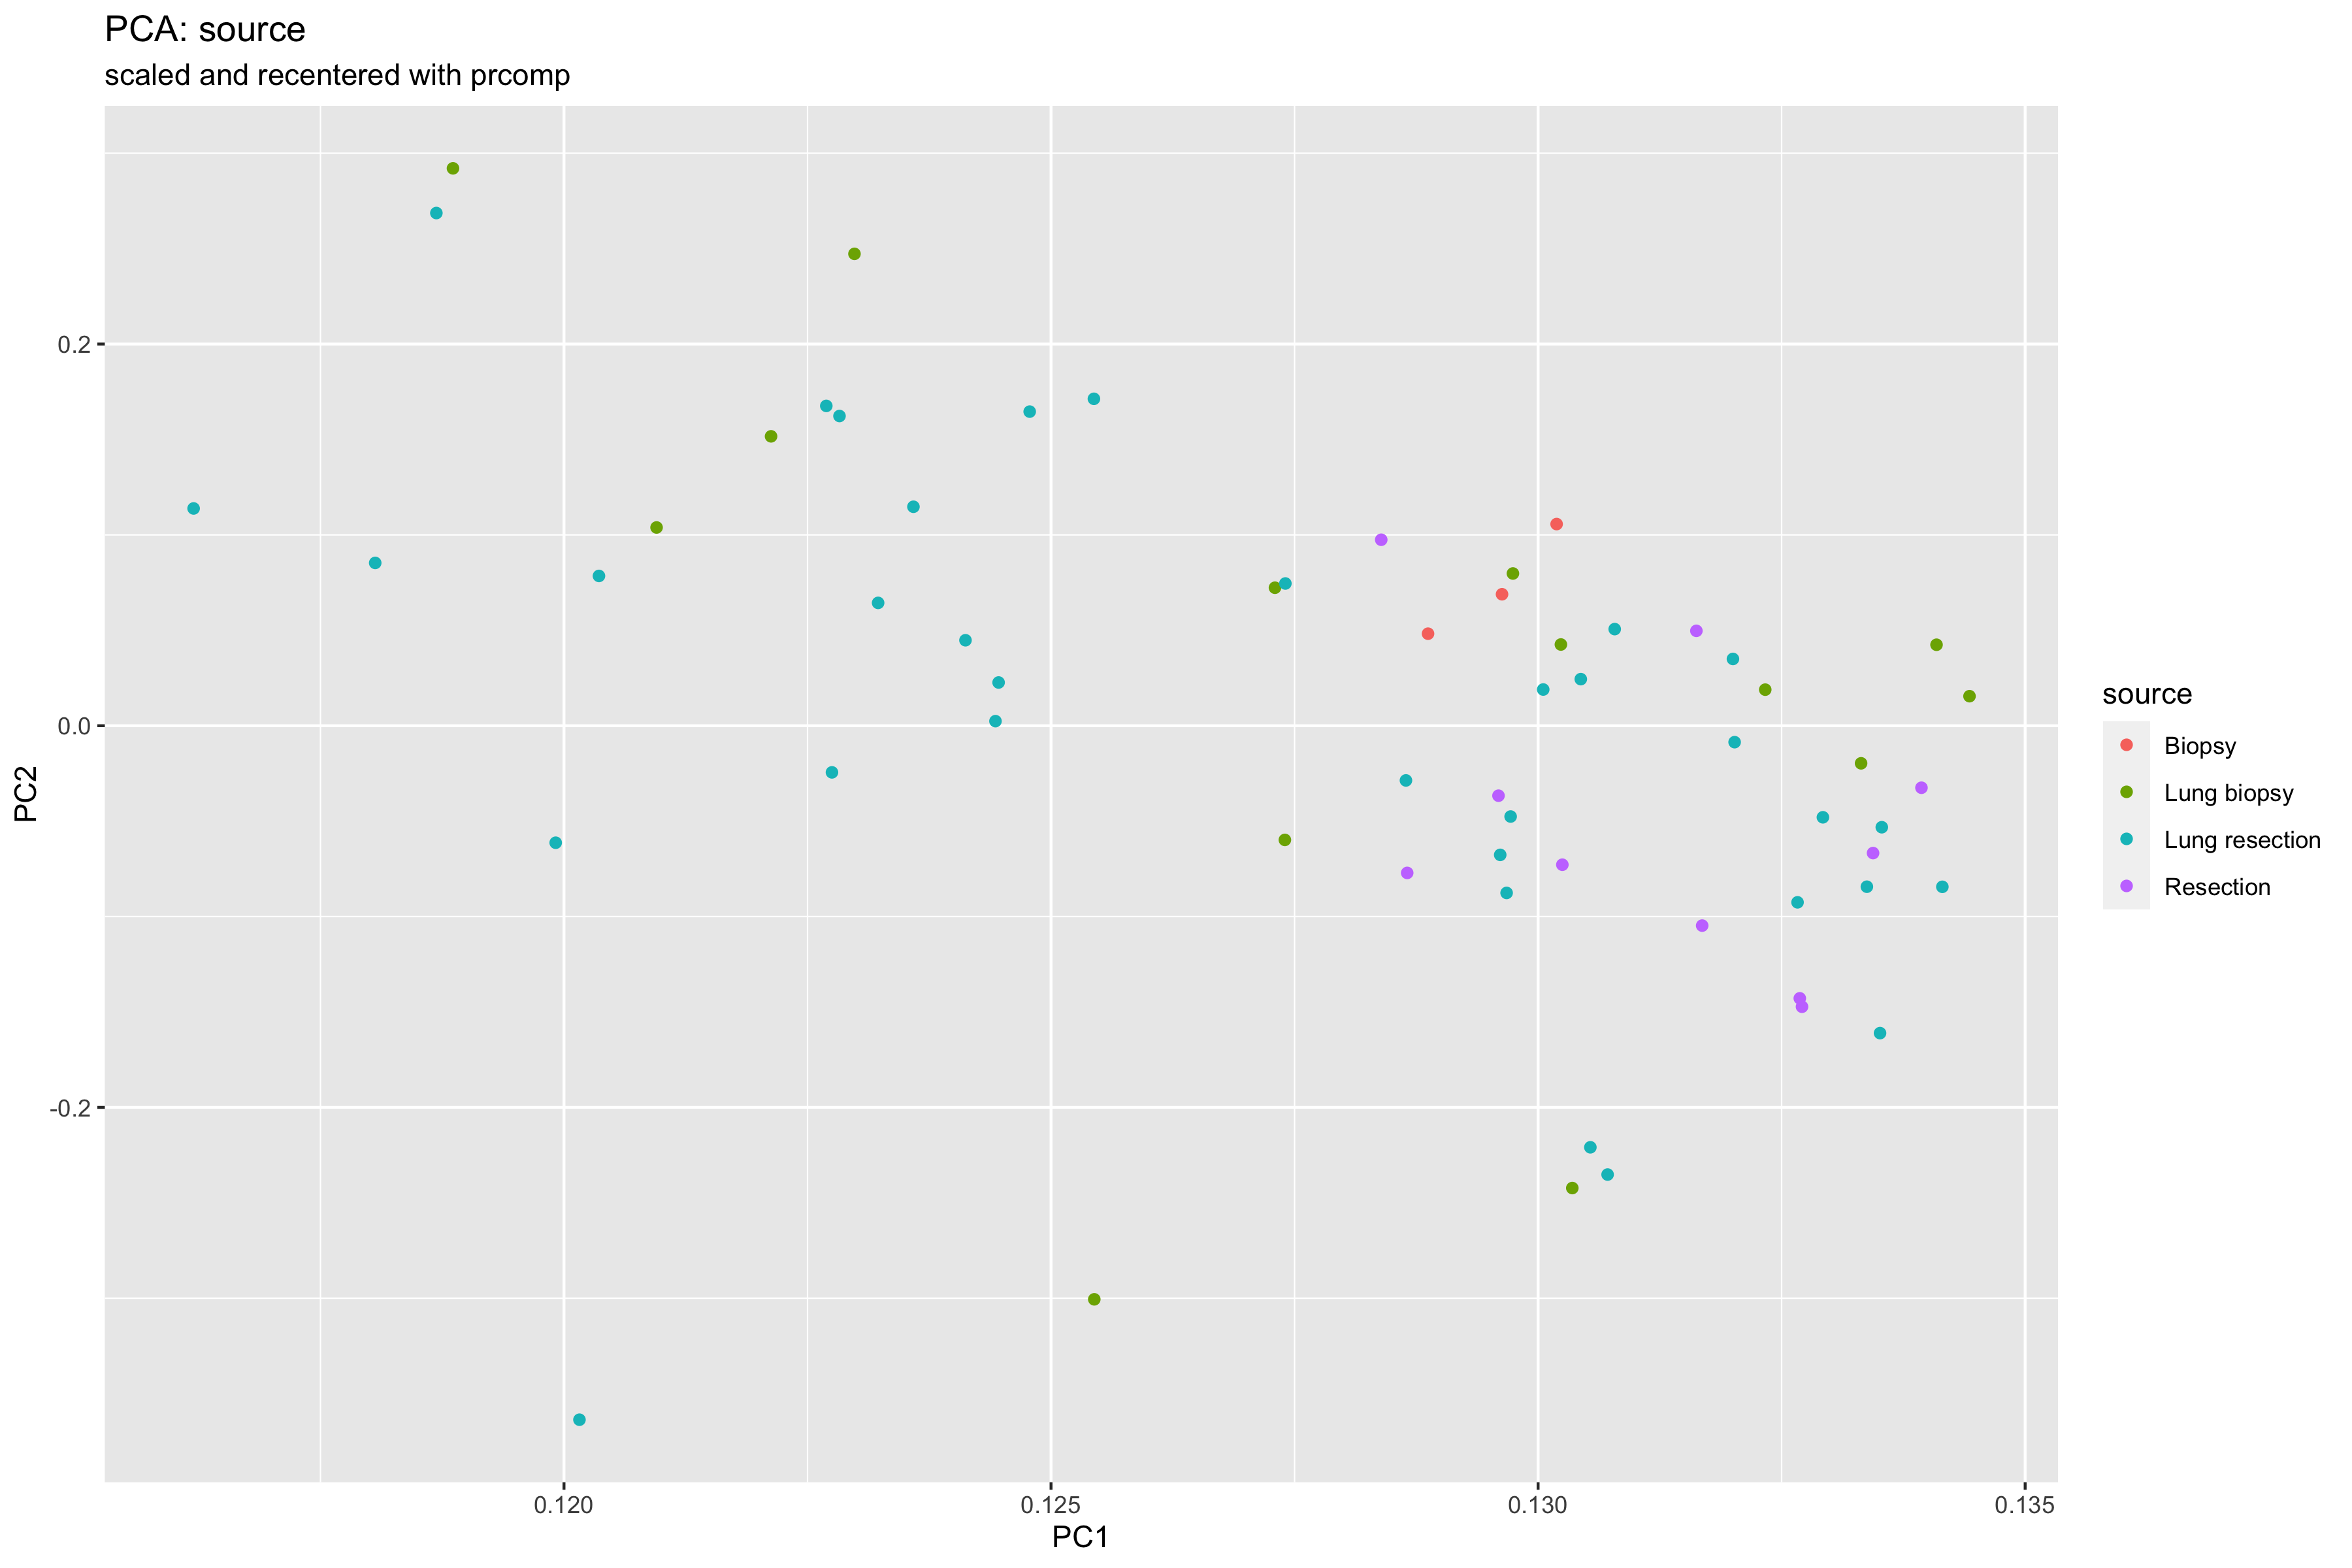 PCA: source
scaled and recentered with prcomp
0.2
0.0
-0.2
PC2
0.120
0.125
0.130
0.135
PC1
source
Biopsy
Lung biopsy
Lung resection
Resection